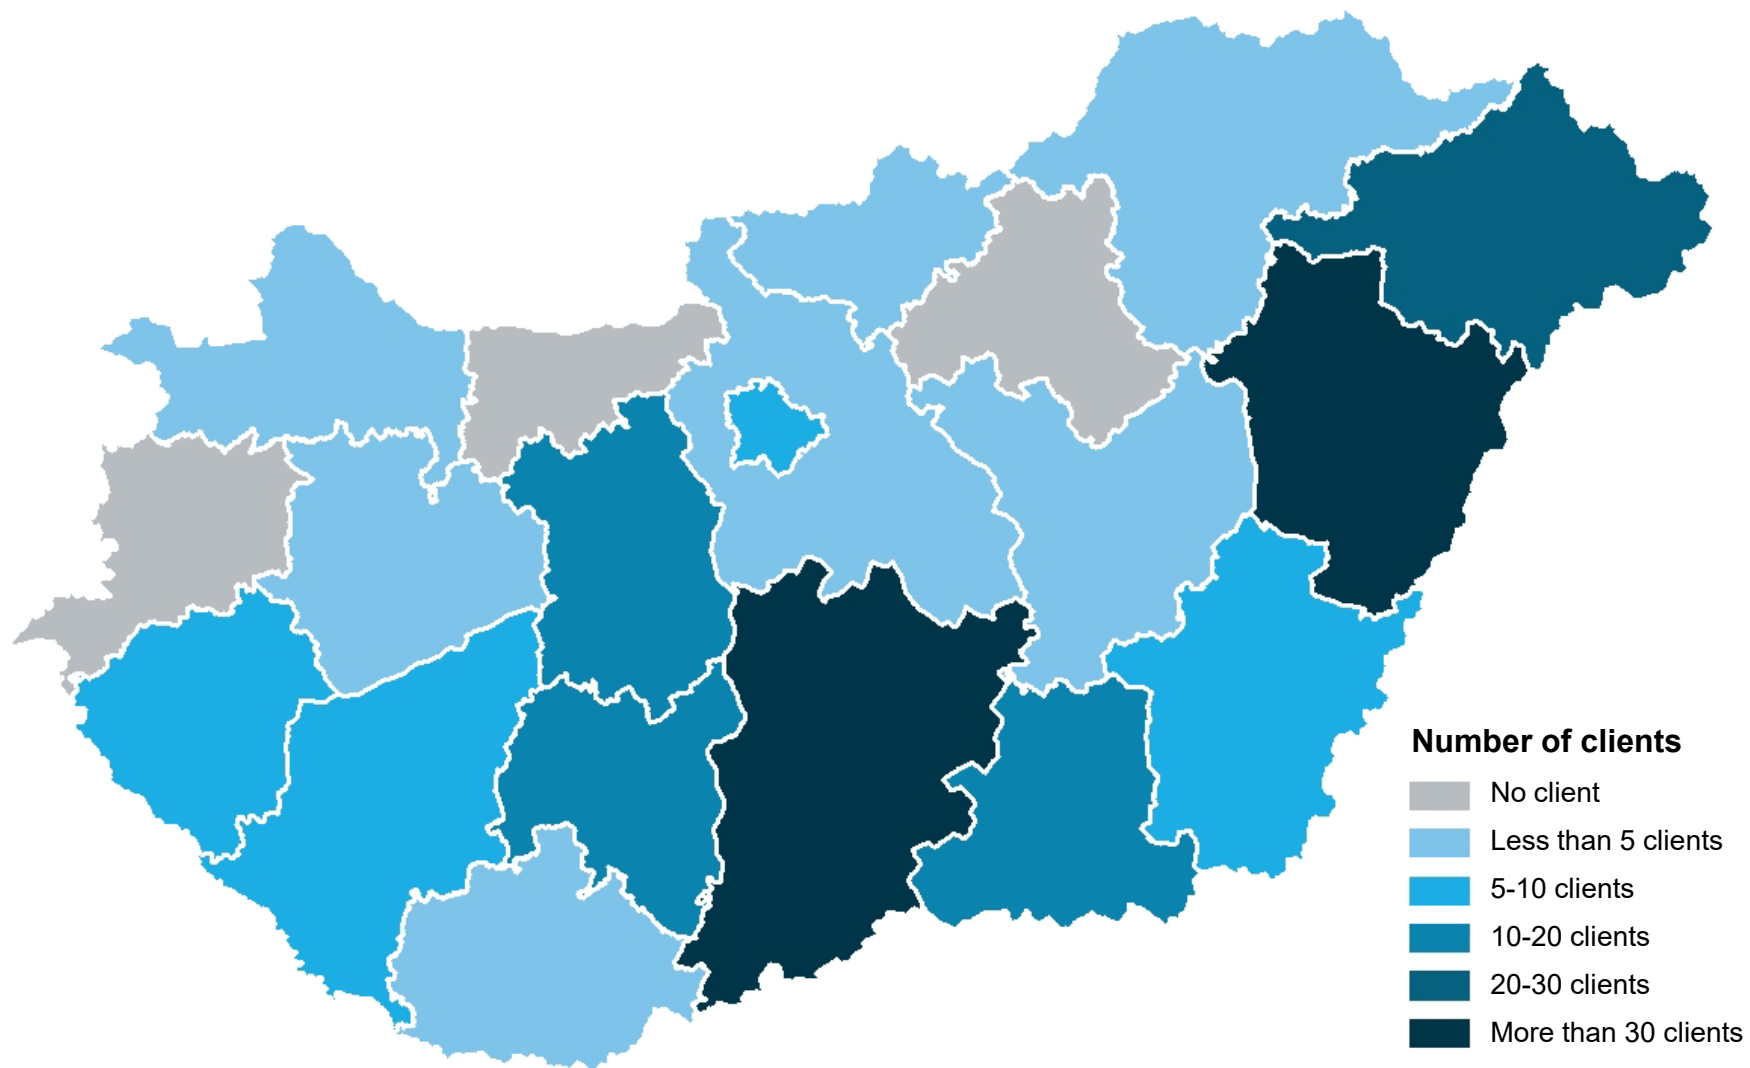 Number of clients
No client
Less than 5 clients
5-10 clients
10-20 clients
20-30 clients
More than 30 clients